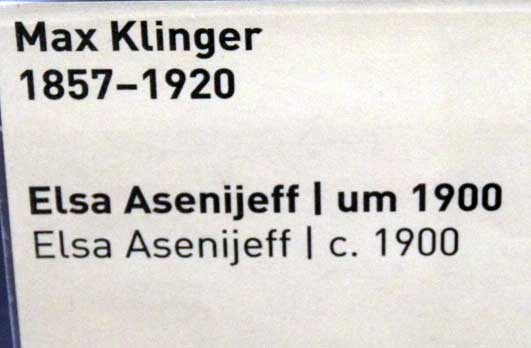 Max Klinger
1857–1920
Elsa Asenijeff | um 1900
Elsa Asenijeff | c. 1900